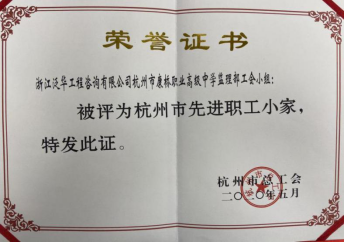 荣誉证书
浙江泛华工程咨询有限公司杭州市康桥职业高级中学监理部工会小组：
被评为杭州市先进职工小家，
特发此证。
杭州市总工会
二〇二〇年五月